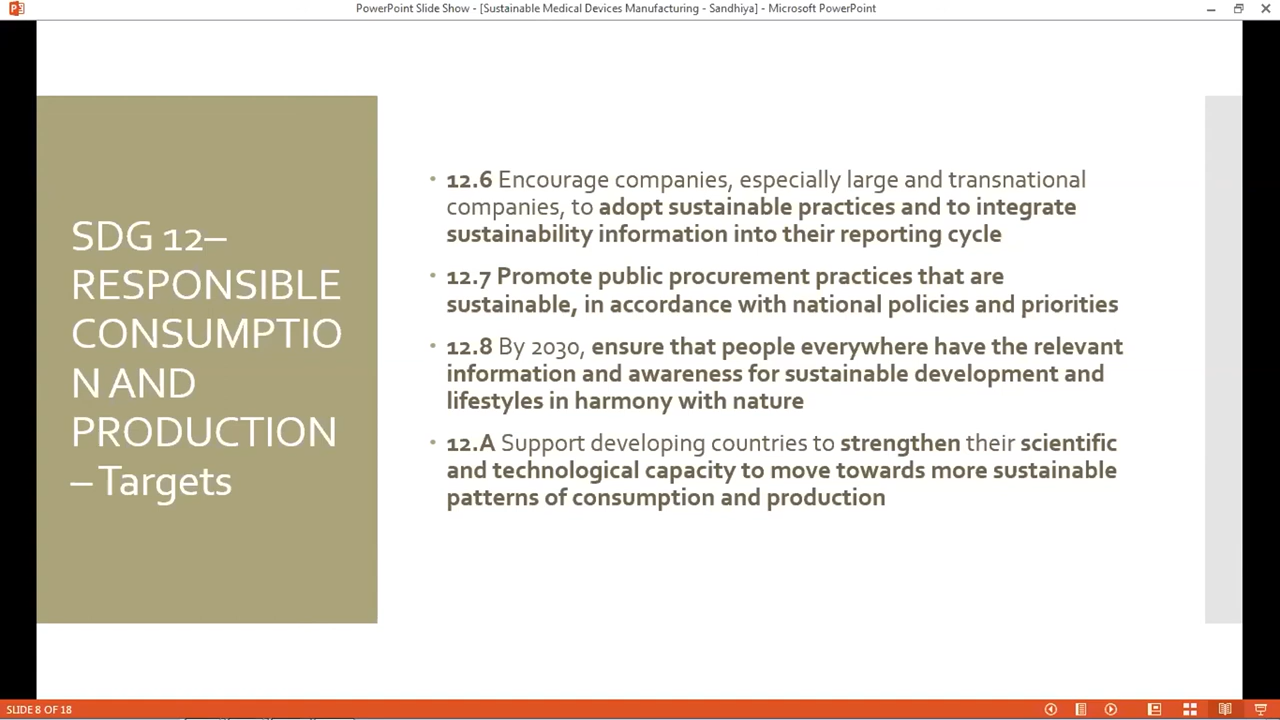 PowerPoint Slide Show - [Sustainable Medical Devices Manufacturing - Sandhiya] - Microsoft PowerPoint
SDG 12–
RESPONSIBLE
CONSUMPTIO
N AND
PRODUCTION
– Targets
• 12.6 Encourage companies, especially large and transnational
companies, to adopt sustainable practices and to integrate
sustainability information into their reporting cycle
• 12.7 Promote public procurement practices that are
sustainable, in accordance with national policies and priorities
• 12.8 By 2030, ensure that people everywhere have the relevant
information and awareness for sustainable development and
lifestyles in harmony with nature
• 12.A Support developing countries to strengthen their scientific
and technological capacity to move towards more sustainable
patterns of consumption and production
SLIDE 8 OF 18